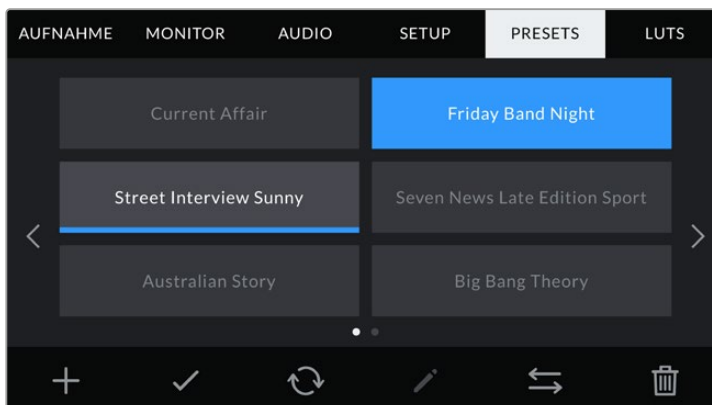 AUFNAHME MONITOR AUDIO SETUP PRESETS LUTS
Current Affair Friday Band Night
Street Interview Sunny Seven News Late Edition Sport
Australian Story Big Bang Theory